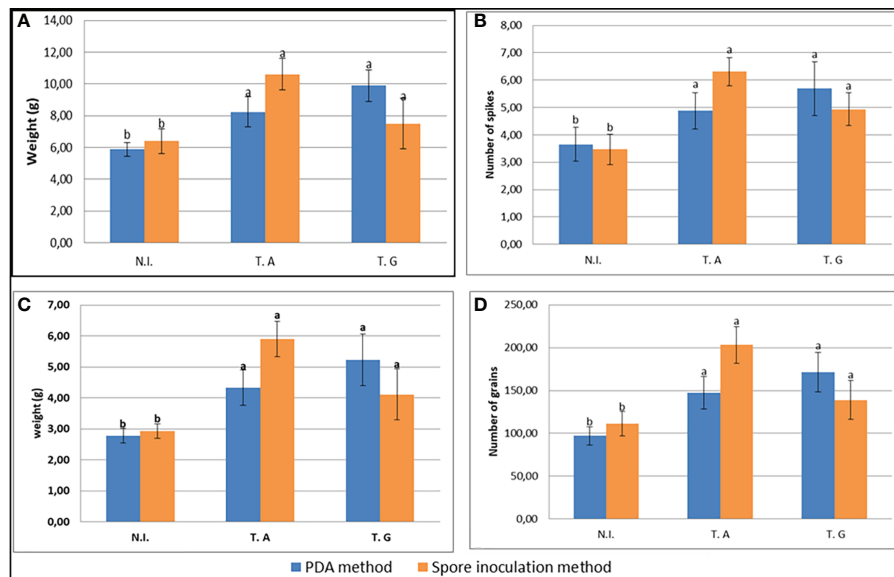 A
Weight (g)
14,00
12,00
10,00
8,00
6,00
4,00
2,00
0,00
b
b
a
a
a
a
N.I.
T. A
T. G
B
Number of spikes
8,00
7,00
6,00
5,00
4,00
3,00
2,00
1,00
0,00
b
b
a
a
a
a
N.I.
T. A
T. G
C
weight (g)
7,00
6,00
5,00
4,00
3,00
2,00
1,00
0,00
b
b
a
a
a
a
N.I.
T. A
T. G
D
Number of grains
250,00
200,00
150,00
100,00
50,00
0,00
b
b
a
a
a
a
N.I.
T. A
T. G
PDA method
Spore inoculation method